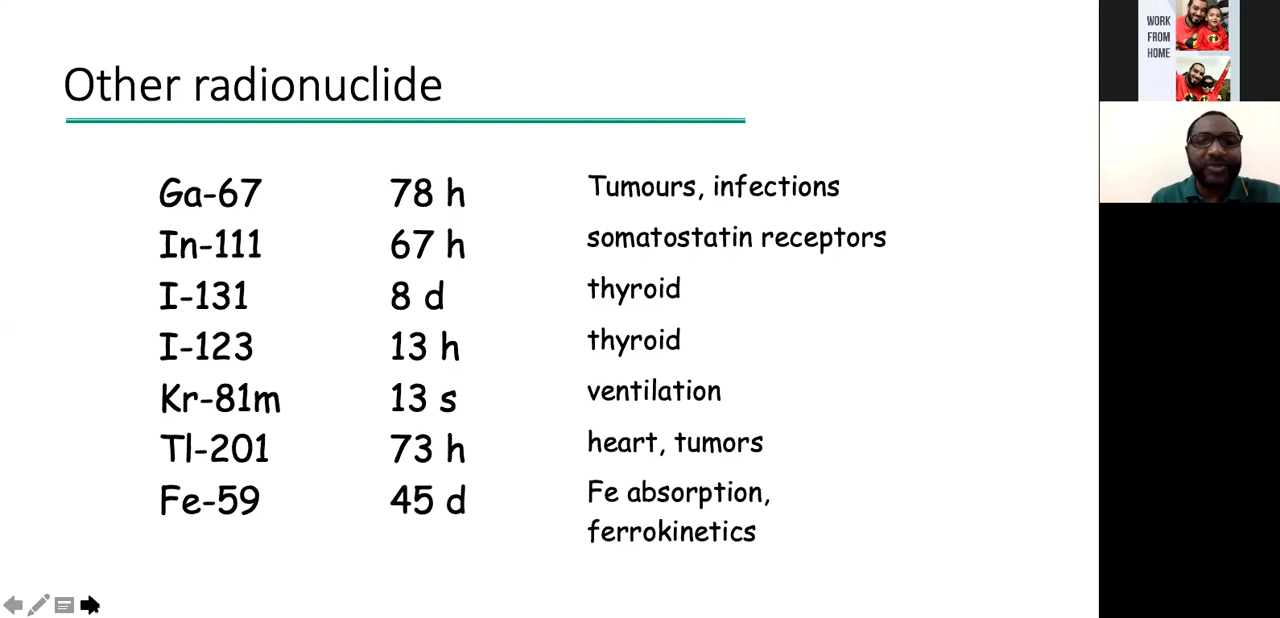 Other radionuclide
Ga-67 78 h Tumours, infections
In-111 67 h somatostatin receptors
I-131 8 d thyroid
I-123 13 h thyroid
Kr-81m 13 s ventilation
Tl-201 73 h heart, tumors
Fe-59 45 d Fe absorption,
ferrokinetics
WORK
FROM
HOME